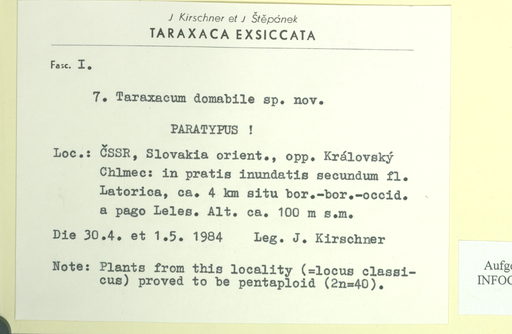 J Kirschner et J Štěpánek
TARAXACA EXSICCATA
Fasc. I.
7. Taraxacum domabile sp. nov.
PARATYPUS !
Loc.: ČSSR, Slovakia orient., opp. Královský
Chlmec: in pratis inundatis secundum fl.
Latorica, ca. 4 km situ bor.-bor.-occid.
a pago Leles. Alt. ca. 100 m s.m.
Die 30.4. et 1.5. 1984 Leg. J. Kirschner
Note: Plants from this locality (=locus classi-
cus) proved to be pentaploid (2n=40).